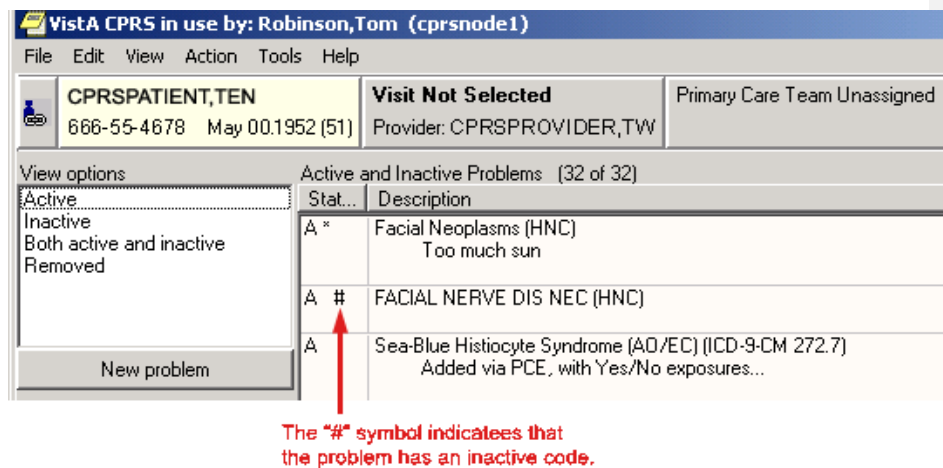 VistA CPRS in use by: Robinson,Tom (cprsnode1)
File Edit View Action Tools Help
CPRSPATIENT,TEN
666-55-4678 May 00,1952 (51)
Visit Not Selected
Provider: CPRSPROVIDER,TW
Primary Care Team Unassigned
View options
Active
Inactive
Both active and inactive
Removed
New problem
Active and Inactive Problems (32 of 32)
Stat... Description
A * Facial Neoplasms (HNC)
Too much sun
A # FACIAL NERVE DIS NEC (HNC)
A Sea-Blue Histiocyte Syndrome (AO/EC) (ICD-9-CM 272.7)
Added via PCE, with Yes/No exposures...
The "#" symbol indicatees that
the problem has an inactive code.